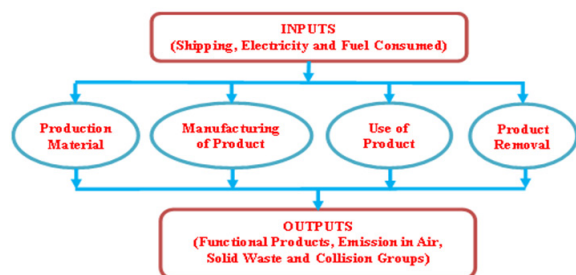 INPUTS
(Shipping, Electricity and Fuel Consumed)
Production
Material
Manufacturing
of Product
Use of
Product
Product
Removal
OUTPUTS
(Functional Products, Emission in Air,
Solid Waste and Collision Groups)